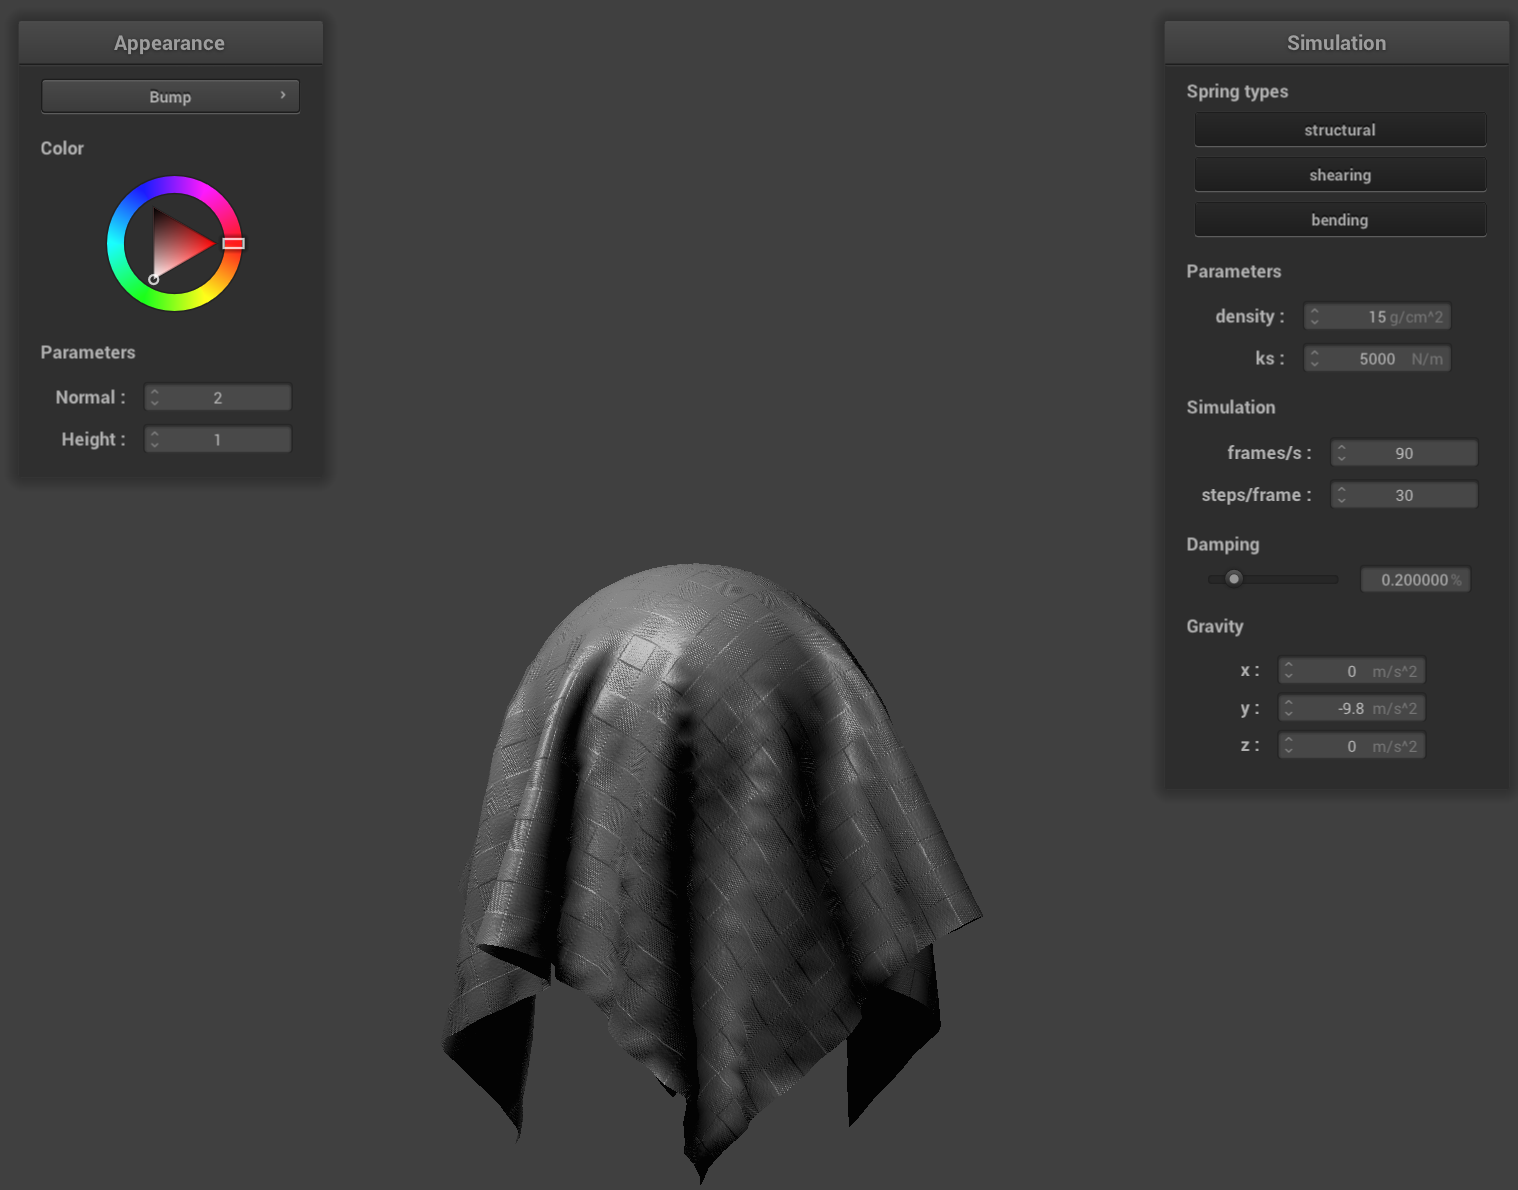 Appearance
Bump
Color
Parameters
Normal : 2
Height : 1
Simulation
Spring types
structural
shearing
bending
Parameters
density : 15 g/cm^2
ks : 5000 N/m
Simulation
frames/s : 90
steps/frame : 30
Damping
0.200000 %
Gravity
x : 0 m/s^2
y : -9.8 m/s^2
z : 0 m/s^2